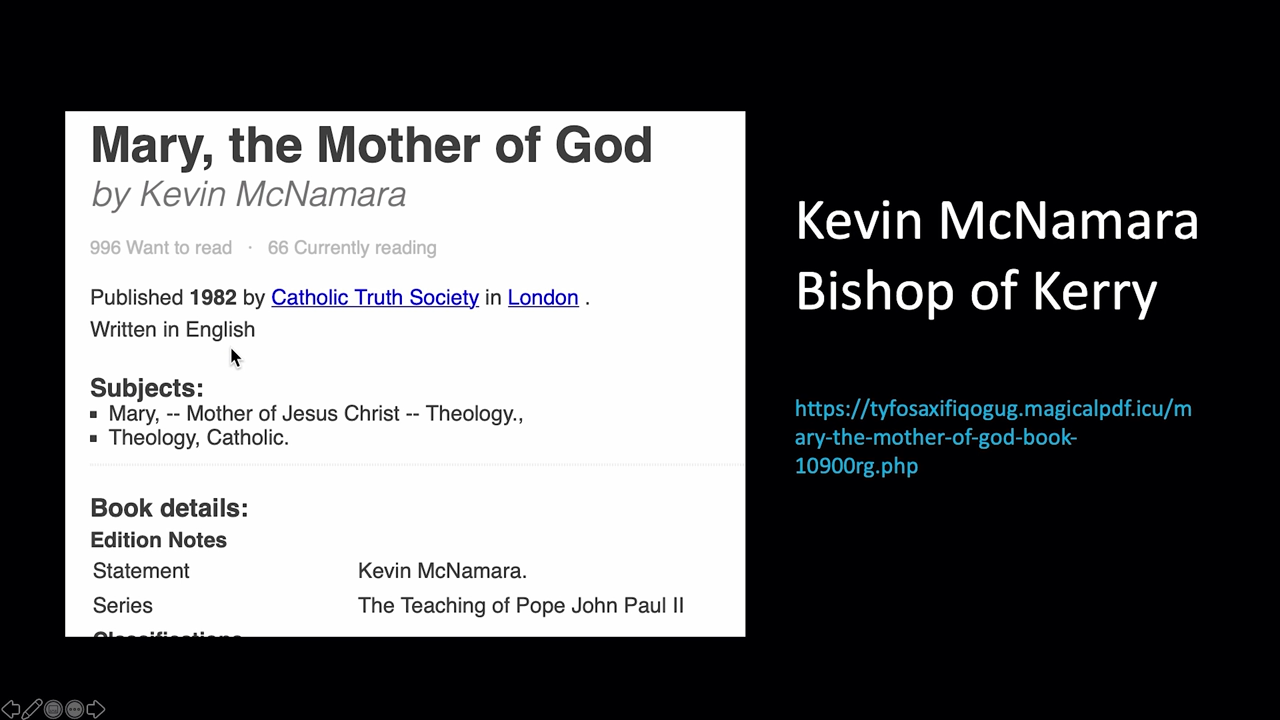 Mary, the Mother of God
by Kevin McNamara
996 Want to read · 66 Currently reading
Published 1982 by Catholic Truth Society in London .
Written in English
Subjects:
▪ Mary, -- Mother of Jesus Christ -- Theology.,
▪ Theology, Catholic.
Book details:
Edition Notes
Statement Kevin McNamara.
Series The Teaching of Pope John Paul II
Classifications
Kevin McNamara
Bishop of Kerry
https://tyfosaxifiqogug.magicalpdf.icu/m
ary-the-mother-of-god-book-
10900rg.php